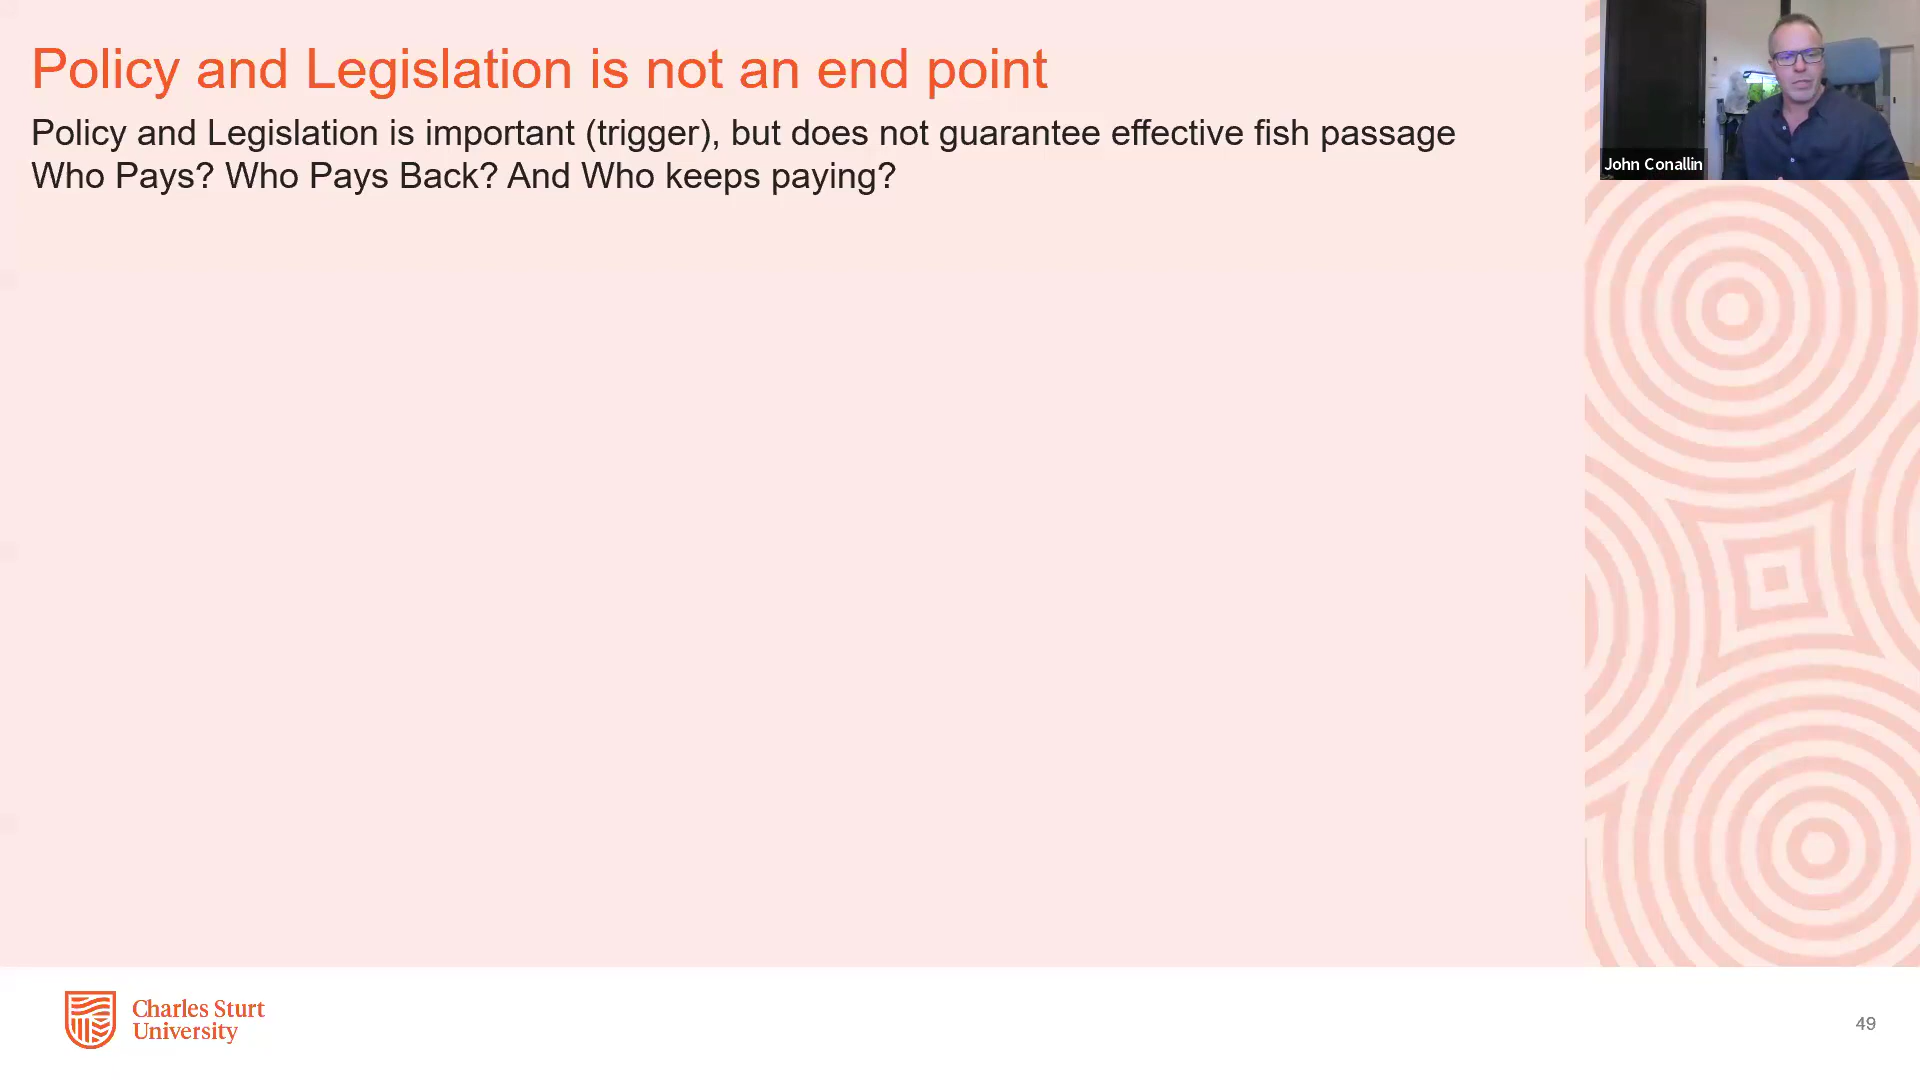 Policy and Legislation is not an end point
Policy and Legislation is important (trigger), but does not guarantee effective fish passage
Who Pays? Who Pays Back? And Who keeps paying?
John Conallin
Charles Sturt
University
49